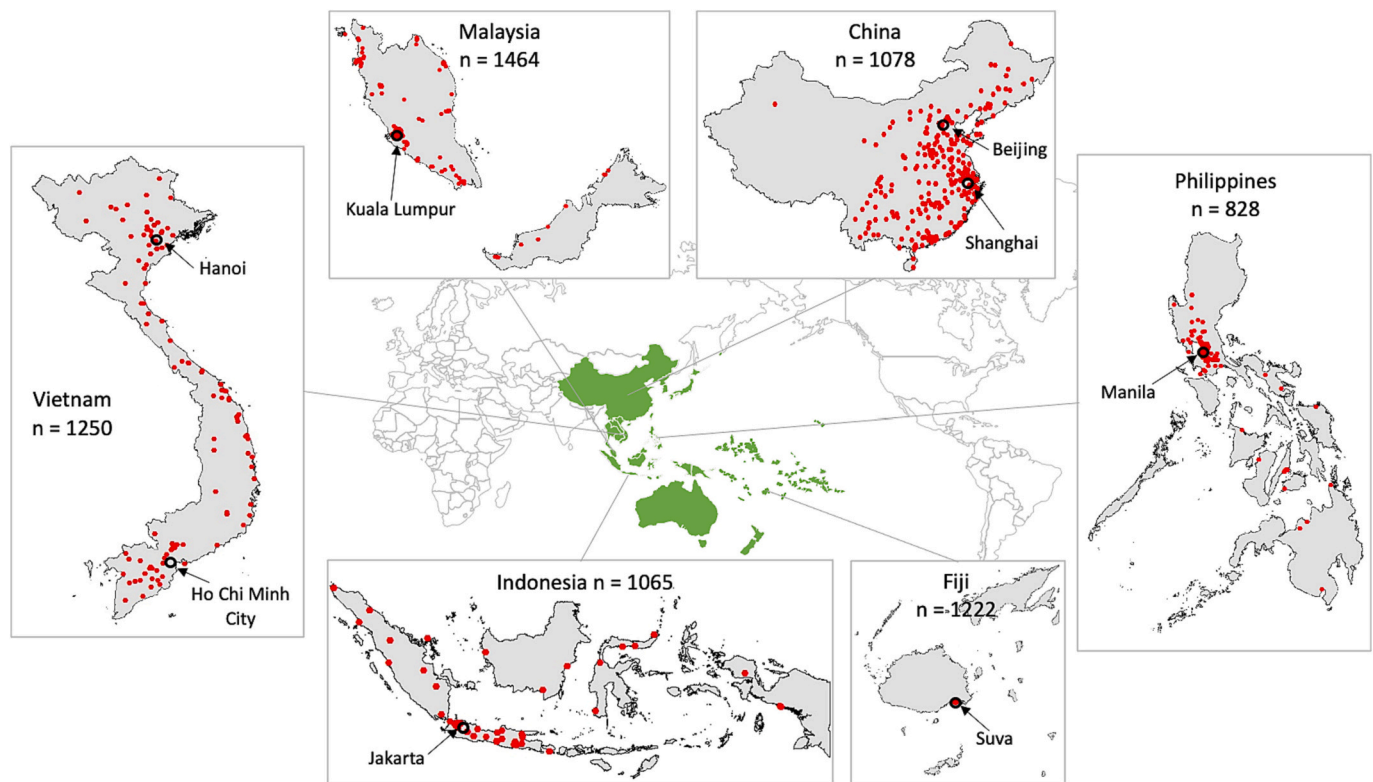 Malaysia
n = 1464
Kuala Lumpur
China
n = 1078
Beijing
Shanghai
Philippines
n = 828
Manila
Hanoi
Vietnam
n = 1250
Ho Chi Minh
City
Indonesia n = 1065
Jakarta
Fiji
n = 1222
Suva